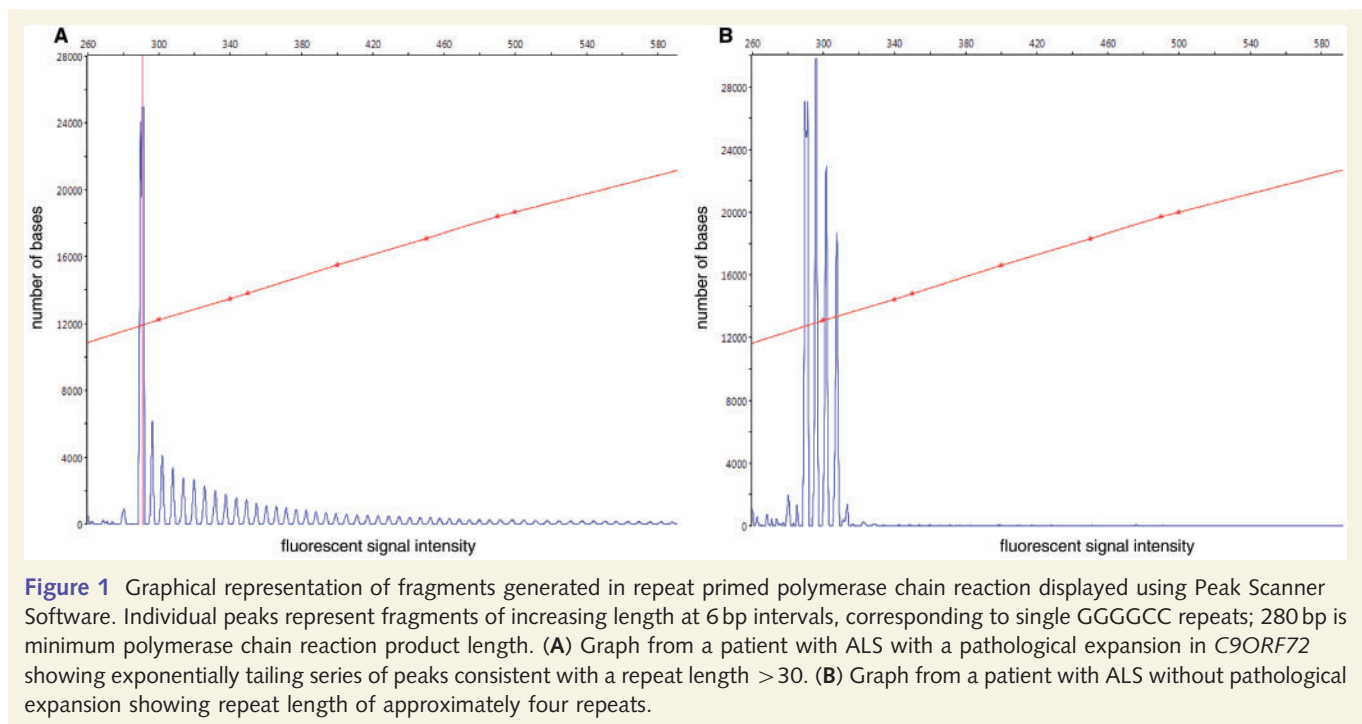 A
260 300 340 380 420 460 500 540 580
28000
24000
20000
16000
12000
8000
4000
0
number of bases
fluorescent signal intensity
B
260 300 340 380 420 460 500 540 580
28000
24000
20000
16000
12000
8000
4000
0
number of bases
fluorescent signal intensity
Figure 1 Graphical representation of fragments generated in repeat primed polymerase chain reaction displayed using Peak Scanner
Software. Individual peaks represent fragments of increasing length at 6 bp intervals, corresponding to single GGGGCC repeats; 280 bp is
minimum polymerase chain reaction product length. (A) Graph from a patient with ALS with a pathological expansion in C9ORF72
showing exponentially tailing series of peaks consistent with a repeat length >30. (B) Graph from a patient with ALS without pathological
expansion showing repeat length of approximately four repeats.